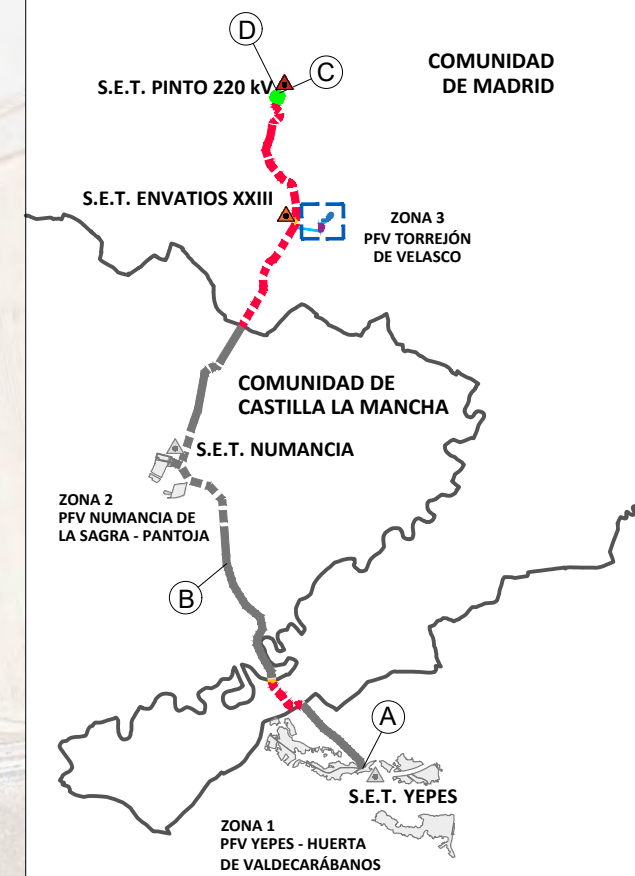 D
C
COMUNIDAD
DE MADRID
S.E.T. PINTO 220 kV
S.E.T. ENVATIOS XXIII
ZONA 3
PFV TORREJÓN
DE VELASCO
COMUNIDAD DE
CASTILLA LA MANCHA
S.E.T. NUMANCIA
ZONA 2
PFV NUMANCIA DE
LA SAGRA - PANTOJA
B
A
S.E.T. YEPES
ZONA 1
PFV YEPES - HUERTA
DE VALDECARÁBANOS